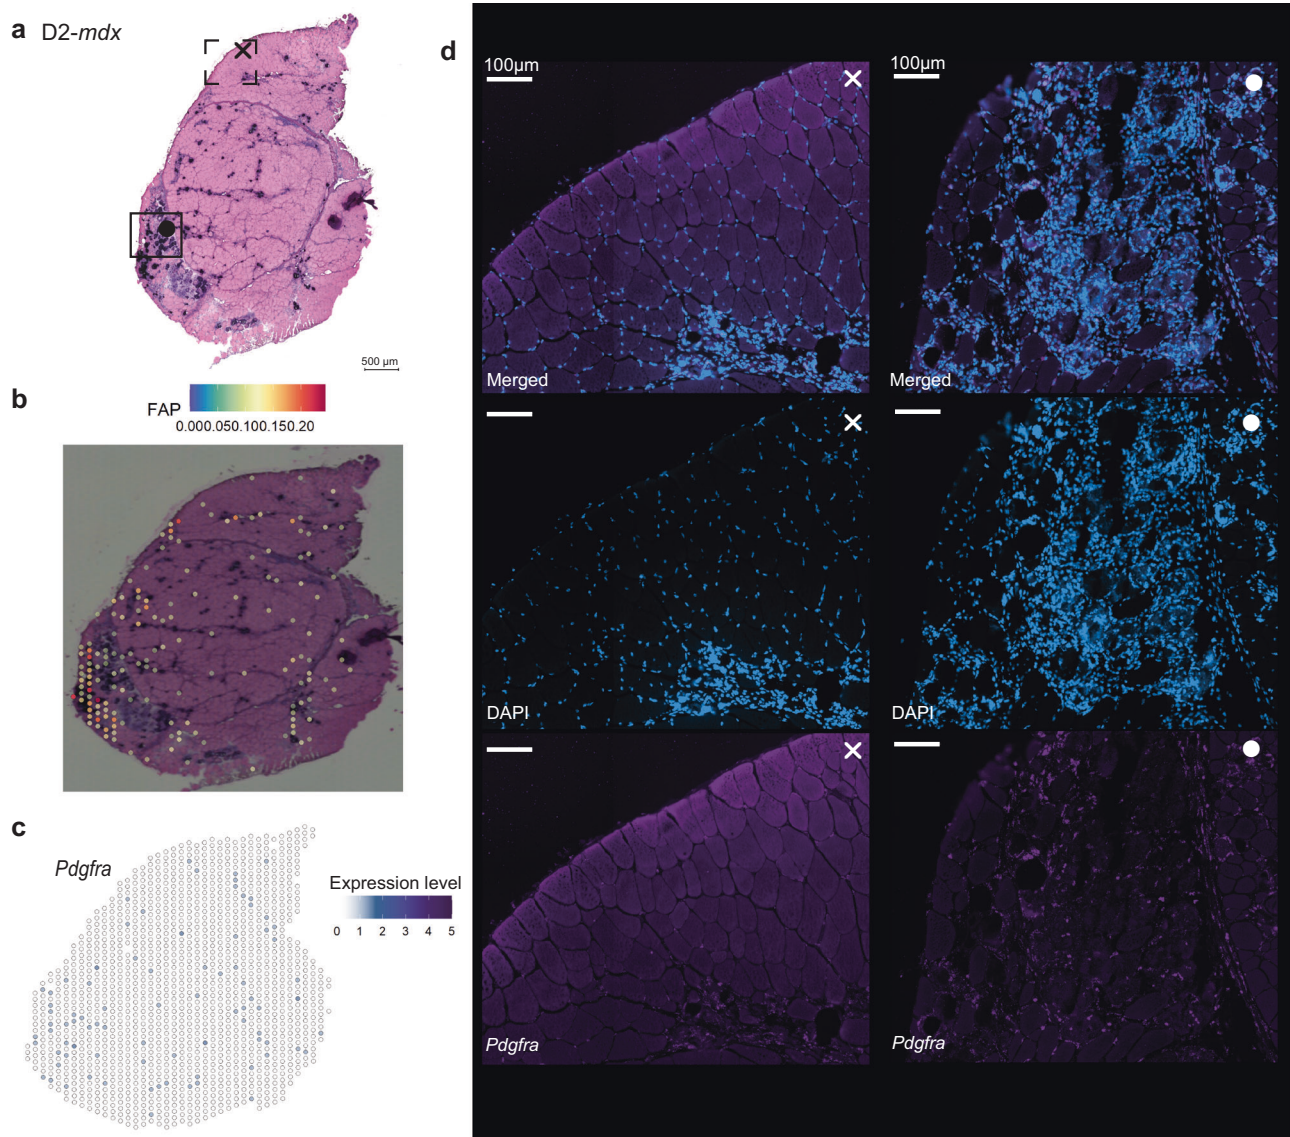 a D2-mdx
500 µm
b
FAP
0.000.050.100.150.20
c
Pdgfra
Expression level
0 1 2 3 4 5
d
100µm
Merged
100µm
Merged
DAPI
DAPI
Pdgfra
Pdgfra